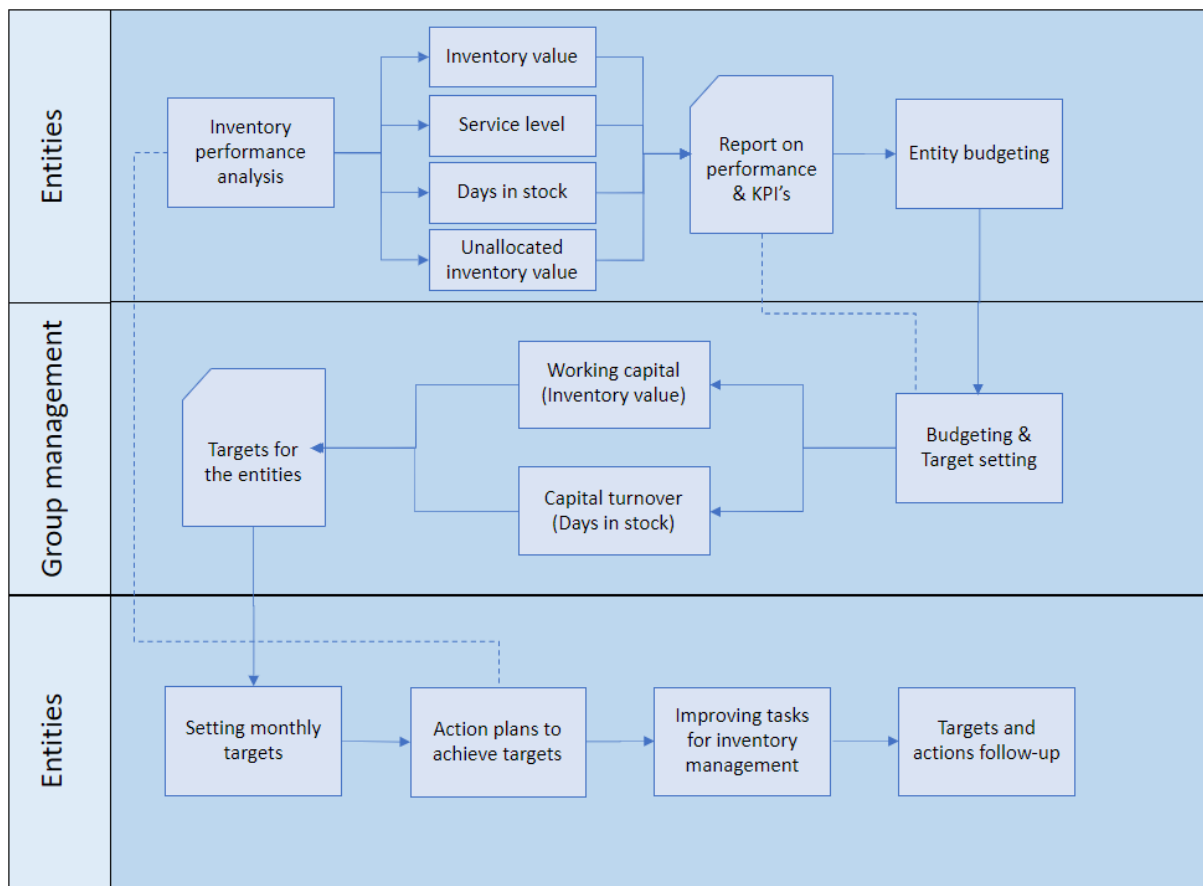 Entities
Inventory
performance
analysis
Inventory value
Service level
Days in stock
Unallocated
inventory value
Report on
performance
& KPI's
Entity budgeting
Group management
Targets for
the entities
Working capital
(Inventory value)
Capital turnover
(Days in stock)
Budgeting &
Target setting
Entities
Setting monthly
targets
Action plans to
achieve targets
Improving tasks
for inventory
management
Targets and
actions follow-up